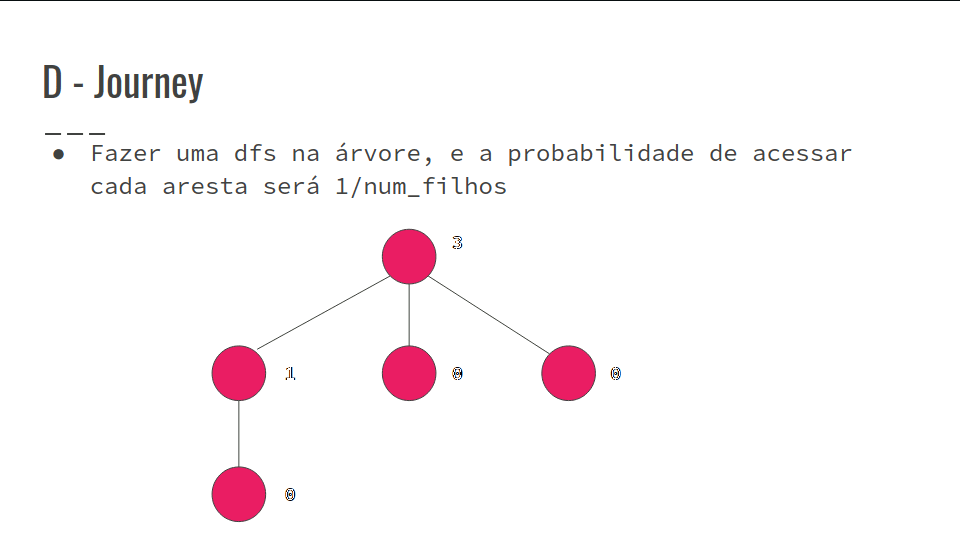 D - Journey
● Fazer uma dfs na árvore, e a probabilidade de acessar
cada aresta será 1/num_filhos
3
1
0
0
0